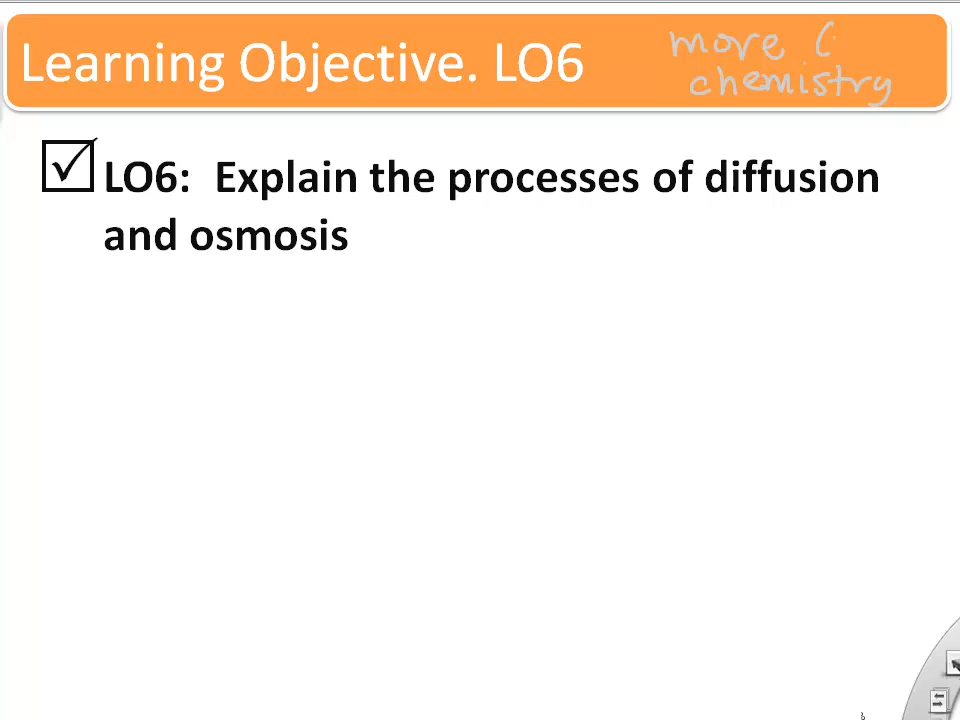 Learning Objective. LO6
more (
chemistry
LO6: Explain the processes of diffusion
and osmosis